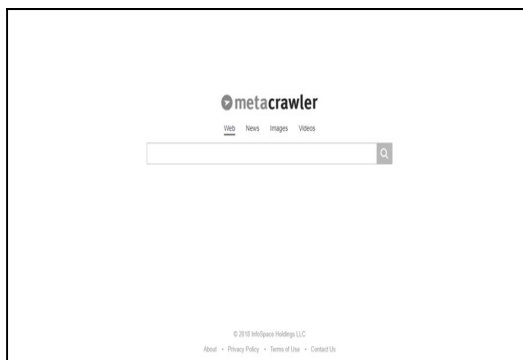 metacrawler
Web News Images Videos
© 2018 InfoSpace Holdings LLC
About • Privacy Policy • Terms of Use • Contact Us